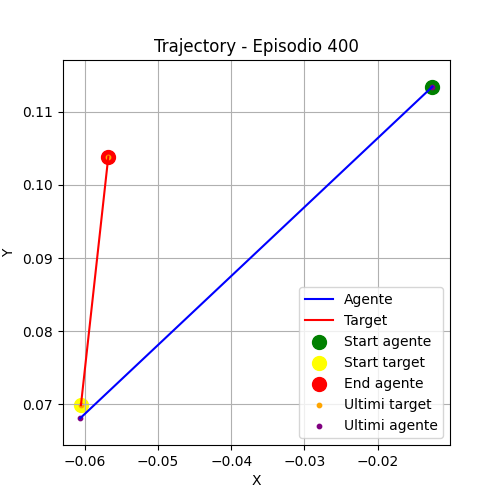 Trajectory - Episodio 400
Y
0.11
0.10
0.09
0.08
0.07
Agente
Target
Start agente
Start target
End agente
Ultimi target
Ultimi agente
−0.06 −0.05 −0.04 −0.03 −0.02
X